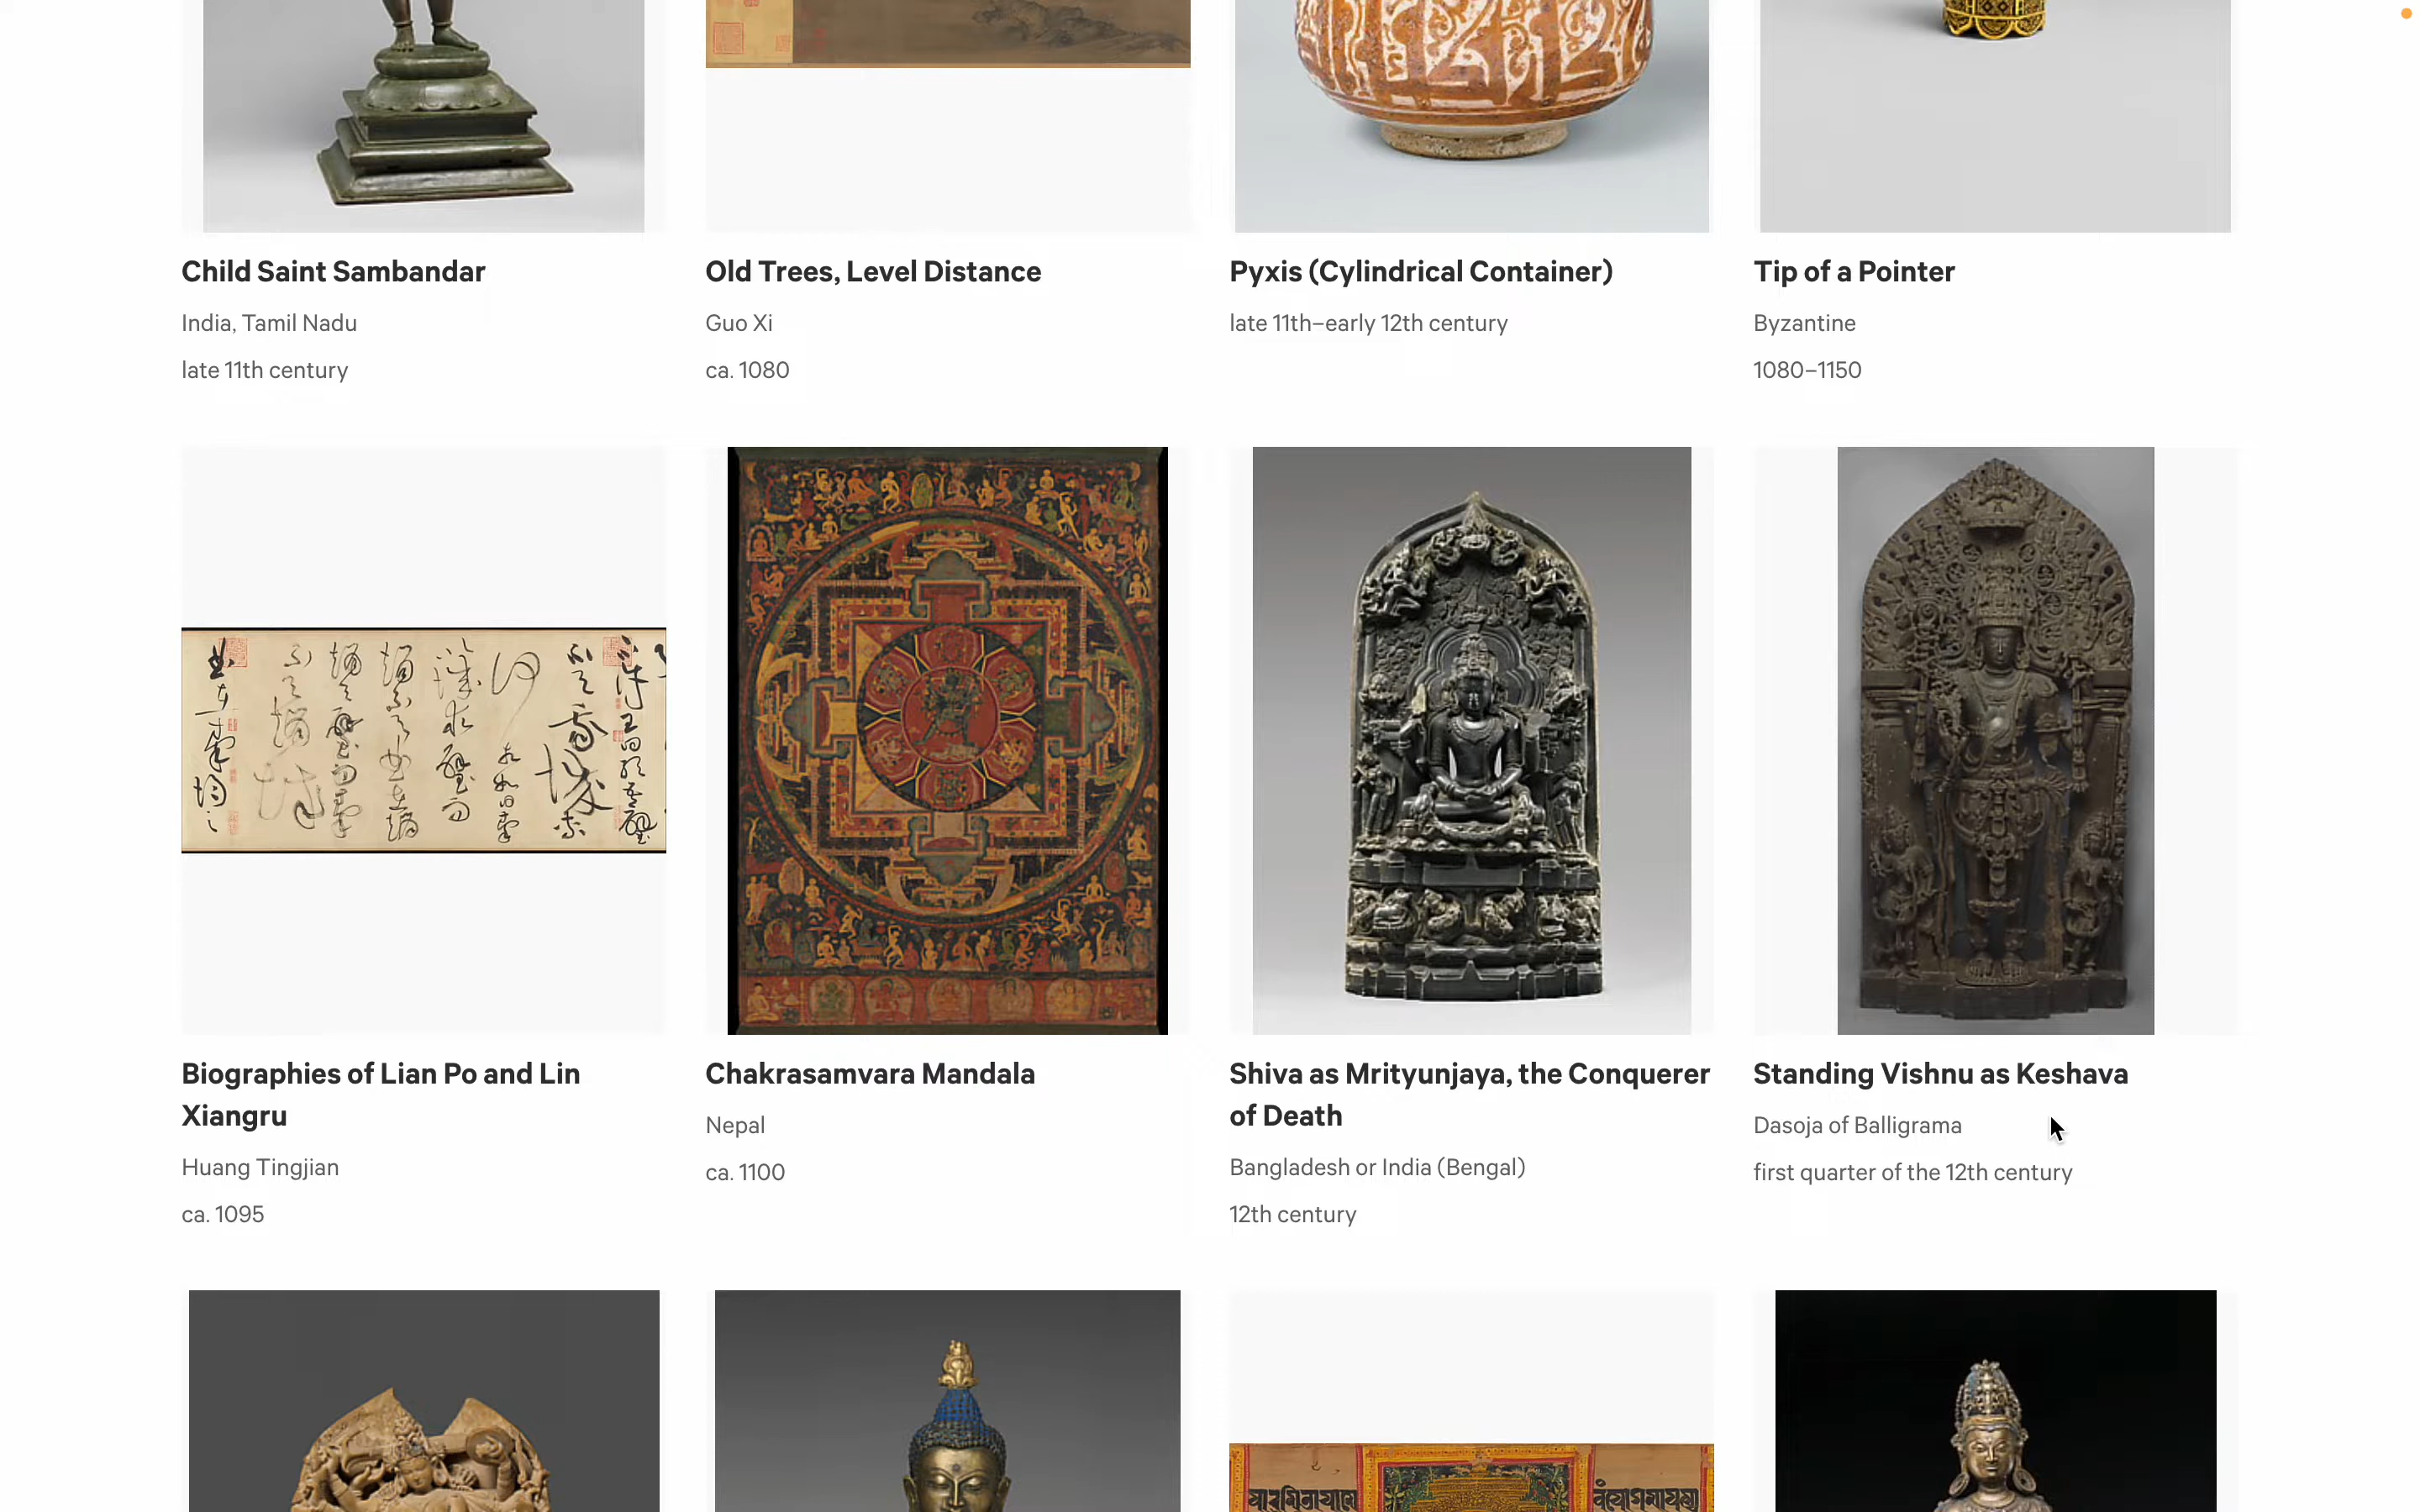 Child Saint Sambandar
India, Tamil Nadu
late 11th century
Old Trees, Level Distance
Guo Xi
ca. 1080
Pyxis (Cylindrical Container)
late 11th–early 12th century
Tip of a Pointer
Byzantine
1080–1150
Biographies of Lian Po and Lin
Xiangru
Huang Tingjian
ca. 1095
Chakrasamvara Mandala
Nepal
ca. 1100
Shiva as Mrityunjaya, the Conquerer
of Death
Bangladesh or India (Bengal)
12th century
Standing Vishnu as Keshava
Dasoja of Balligrama
first quarter of the 12th century